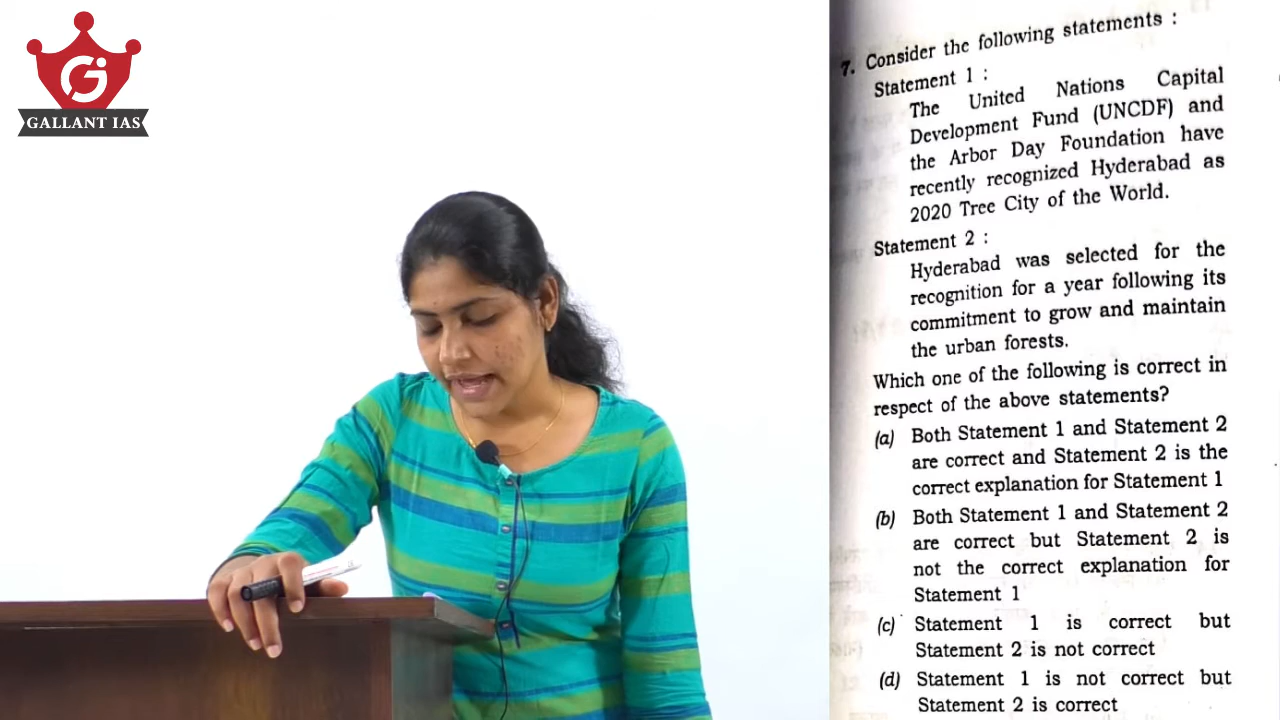 GALLANT IAS
7. Consider the following statements :
Statement 1 :
The United Nations Capital
Development Fund (UNCDF) and
the Arbor Day Foundation have
recently recognized Hyderabad as
2020 Tree City of the World.
Statement 2 :
Hyderabad was selected for the
recognition for a year following its
commitment to grow and maintain
the urban forests.
Which one of the following is correct in
respect of the above statements?
(a) Both Statement 1 and Statement 2
are correct and Statement 2 is the
correct explanation for Statement 1
(b) Both Statement 1 and Statement 2
are correct but Statement 2 is
not the correct explanation for
Statement 1
(c) Statement 1 is correct but
Statement 2 is not correct
(d) Statement 1 is not correct but
Statement 2 is correct